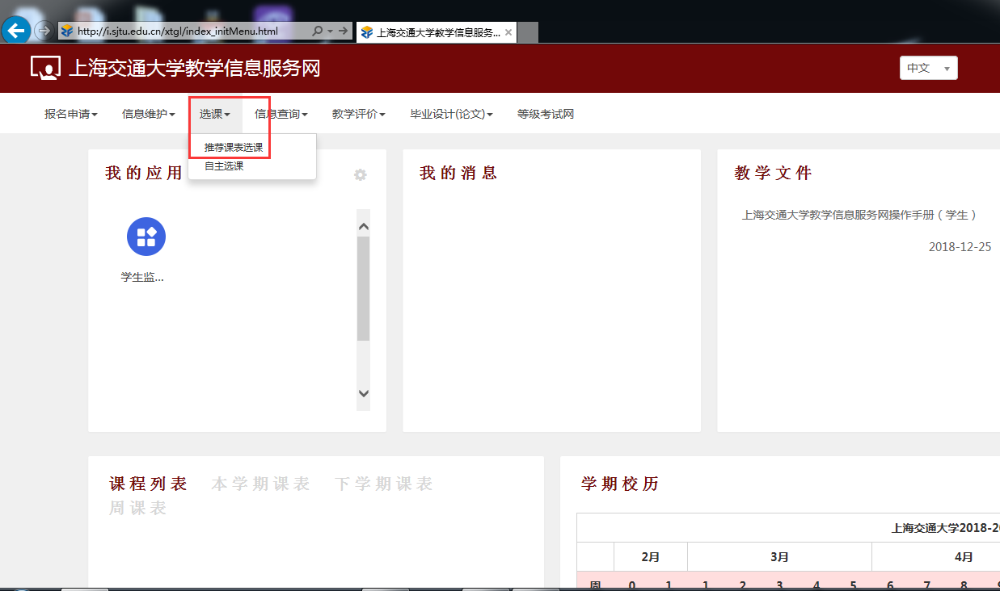 http://i.sjtu.edu.cn/xtgl/index_initMenu.html
上海交通大学教学信息服务...
上海交通大学教学信息服务网
中文
报名申请 信息维护 选课 信息查询 教学评价 毕业设计(论文) 等级考试网
推荐课表选课
自主选课
我的应用
学生监...
我的消息
教学文件
上海交通大学教学信息服务网操作手册（学生）
2018-12-25
课程列表 本学期课表 下学期课表
周课表
学期校历
上海交通大学2018-20
2月 3月 4月
周 0 1 1 2 3 4 5 6 7 8